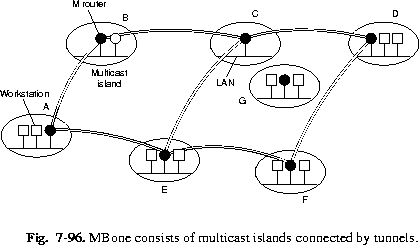 M router
B
C
D
Multicast
island
LAN
G
Workstation
A
E
F
Fig. 7-96. MBone consists of multicast islands connected by tunnels.